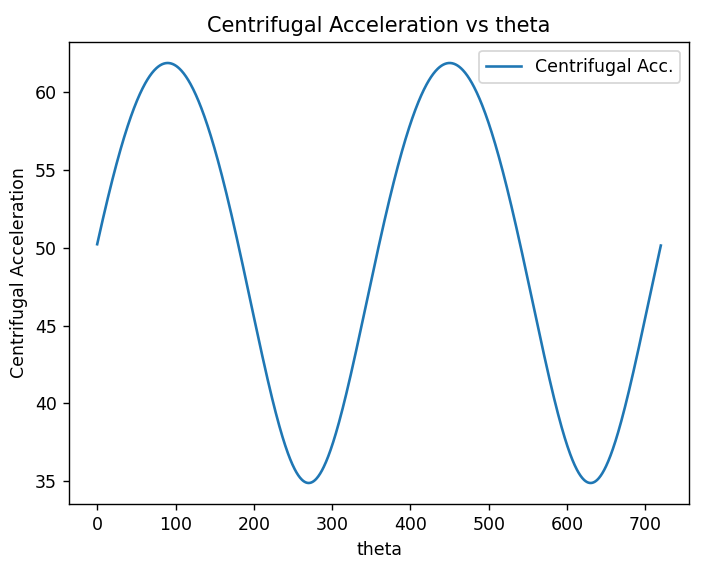 Centrifugal Acceleration vs theta
Centrifugal Acc.
Centrifugal Acceleration
60
55
50
45
40
35
0 100 200 300 400 500 600 700
theta